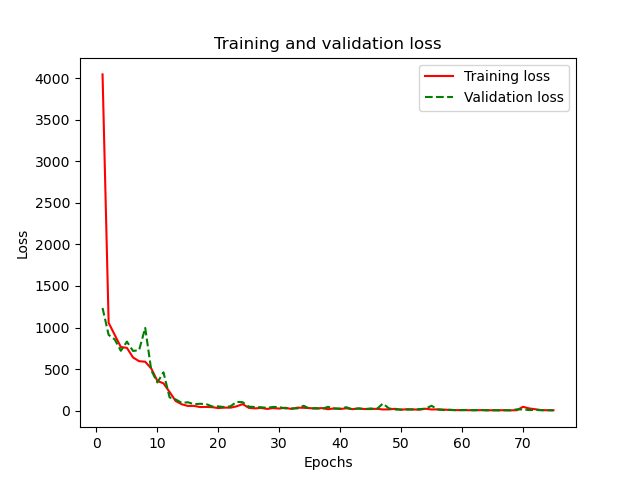 Training and validation loss
Training loss
Validation loss
Loss
4000
3500
3000
2500
2000
1500
1000
500
0
0 10 20 30 40 50 60 70
Epochs